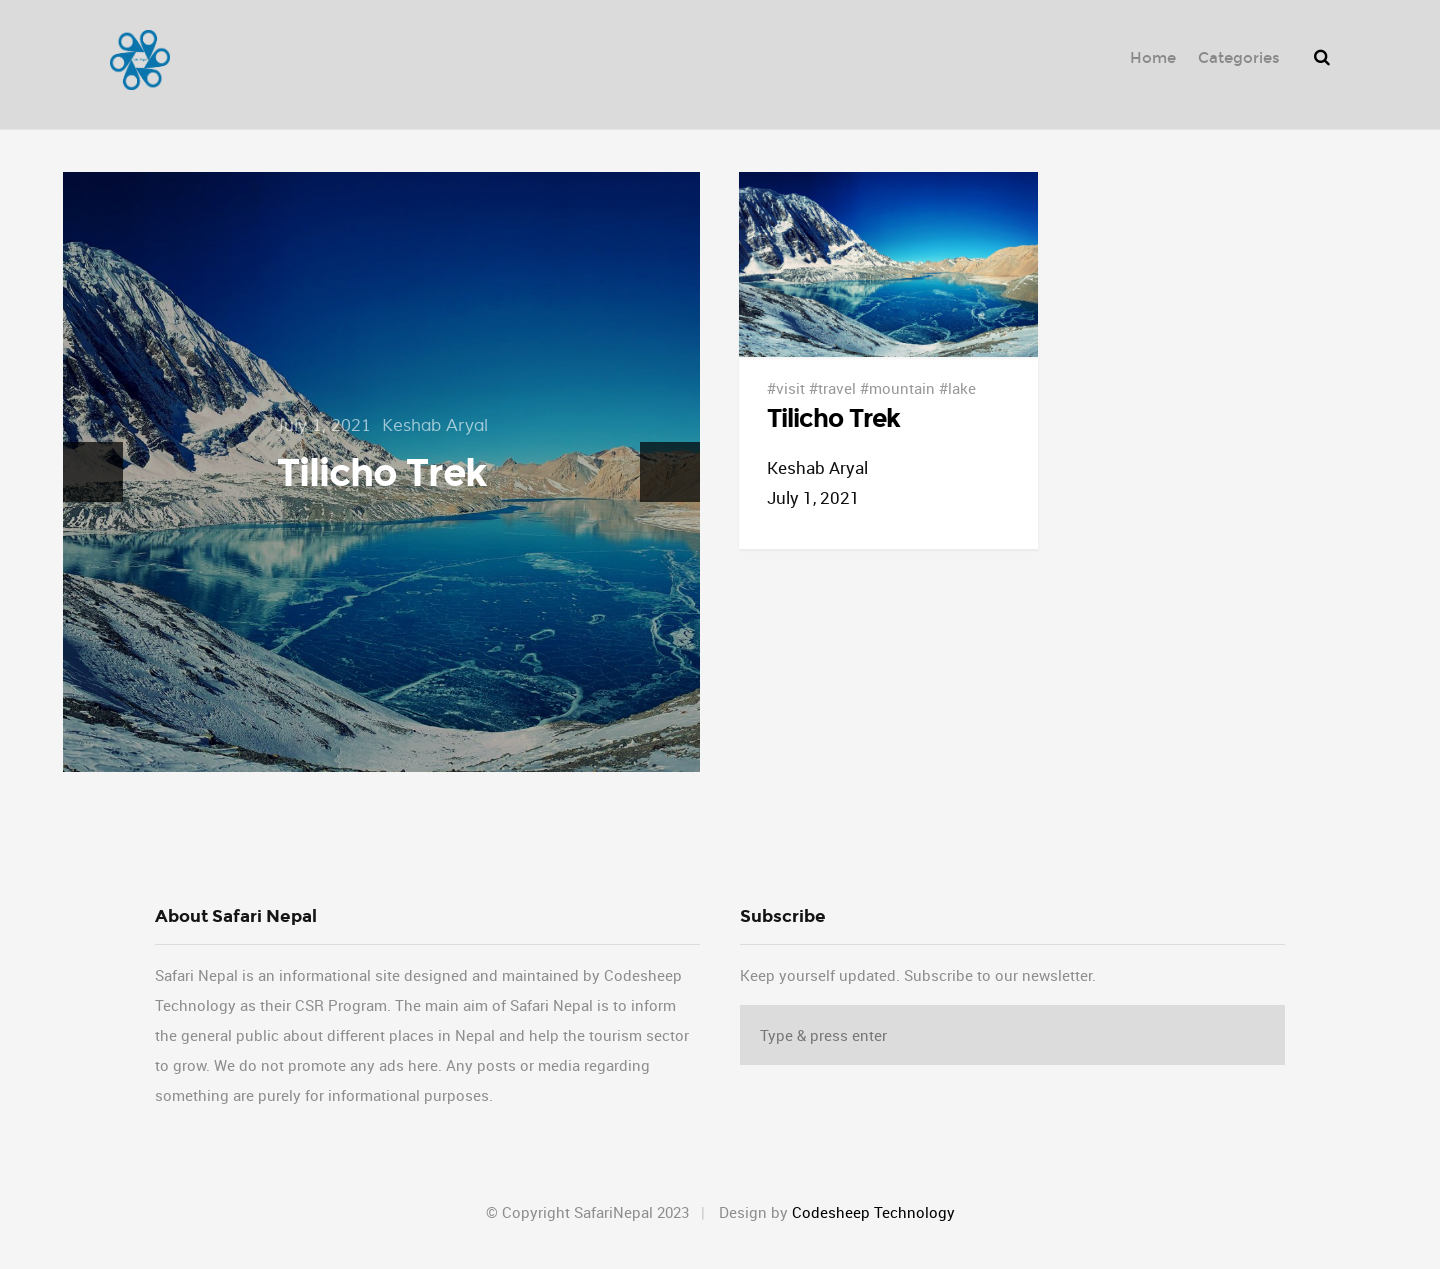 Home Categories
July 1, 2021 Keshab Aryal
Tilicho Trek
#visit #travel #mountain #lake
Tilicho Trek
Keshab Aryal
July 1, 2021
About Safari Nepal
Safari Nepal is an informational site designed and maintained by Codesheep
Technology as their CSR Program. The main aim of Safari Nepal is to inform
the general public about different places in Nepal and help the tourism sector
to grow. We do not promote any ads here. Any posts or media regarding
something are purely for informational purposes.
Subscribe
Keep yourself updated. Subscribe to our newsletter.
Type & press enter
© Copyright SafariNepal 2023 | Design by Codesheep Technology